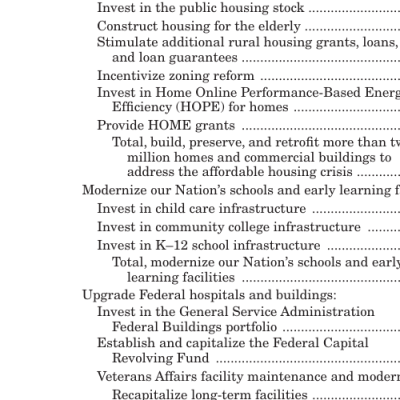 Invest in the public housing stock ........................
Construct housing for the elderly ........................
Stimulate additional rural housing grants, loans,
and loan guarantees ........................................
Incentivize zoning reform ...................................
Invest in Home Online Performance-Based Energ
Efficiency (HOPE) for homes ...........................
Provide HOME grants ........................................
Total, build, preserve, and retrofit more than tw
million homes and commercial buildings to
address the affordable housing crisis ...........
Modernize our Nation's schools and early learning f
Invest in child care infrastructure ......................
Invest in community college infrastructure ........
Invest in K–12 school infrastructure ..................
Total, modernize our Nation's schools and early
learning facilities ........................................
Upgrade Federal hospitals and buildings:
Invest in the General Service Administration
Federal Buildings portfolio .............................
Establish and capitalize the Federal Capital
Revolving Fund ..............................................
Veterans Affairs facility maintenance and modern
Recapitalize long-term facilities ......................